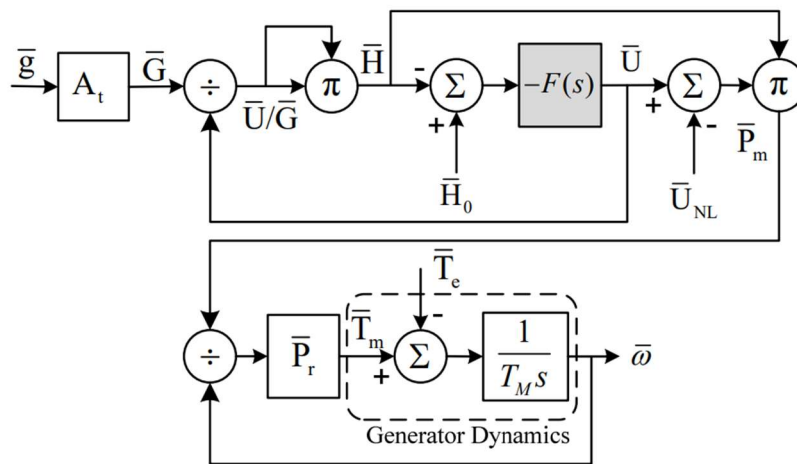 g̅
A_t
G̅
÷
U̅/G̅
π
H̅
-
Σ
+
H̅_0
−F(s)
U̅
+
Σ
-
U̅_NL
π
P̅_m
÷
P̅_r
T̅_m
+
T̅_e
-
Σ
1
T_M s
ω̅
Generator Dynamics